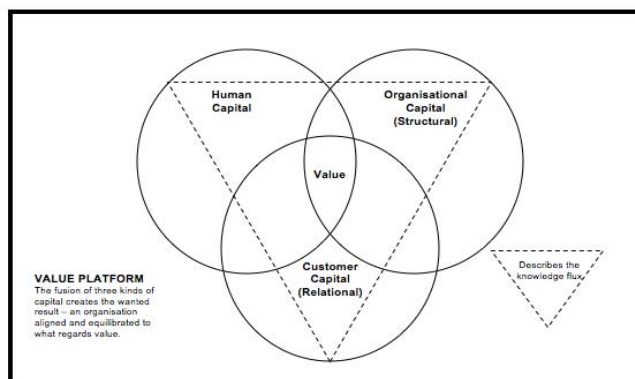 Human
Capital
Organisational
Capital
(Structural)
Value
Customer
Capital
(Relational)
VALUE PLATFORM
The fusion of three kinds of
capital creates the wanted
result – an organisation
aligned and equilibrated to
what regards value.
Describes the
knowledge flux